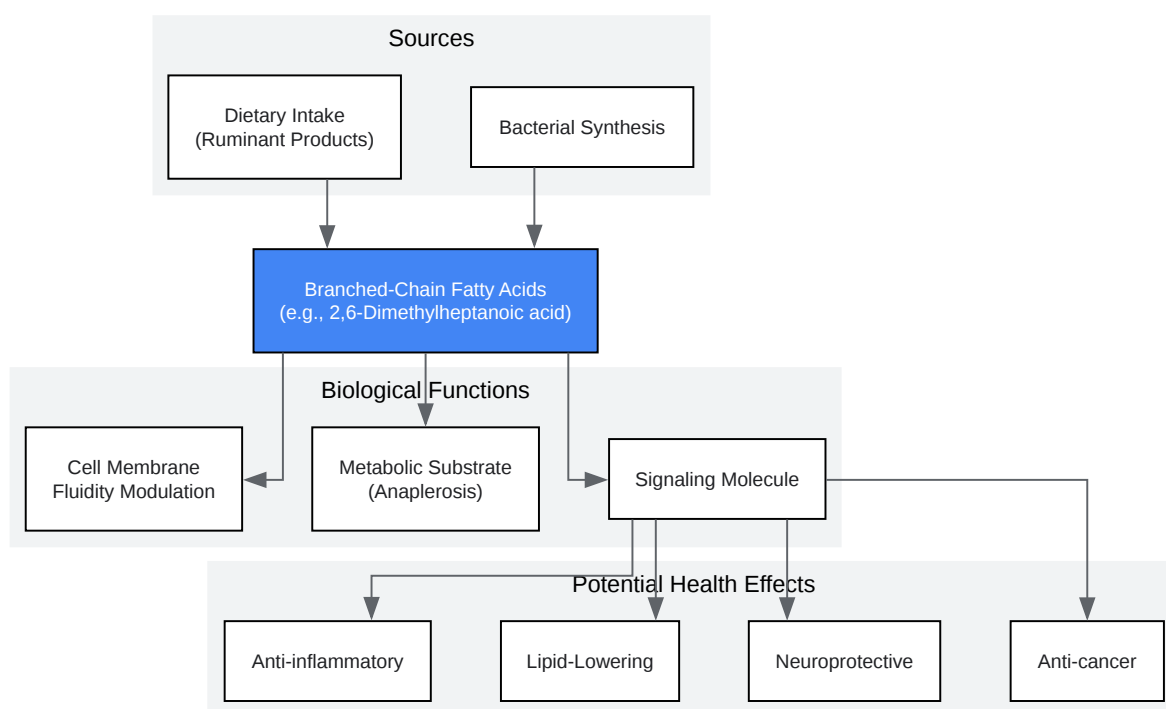 Sources
Dietary Intake
(Ruminant Products)
Bacterial Synthesis
Branched-Chain Fatty Acids
(e.g., 2,6-Dimethylheptanoic acid)
Biological Functions
Cell Membrane
Fluidity Modulation
Metabolic Substrate
(Anaplerosis)
Signaling Molecule
Potential Health Effects
Anti-inflammatory
Lipid-Lowering
Neuroprotective
Anti-cancer